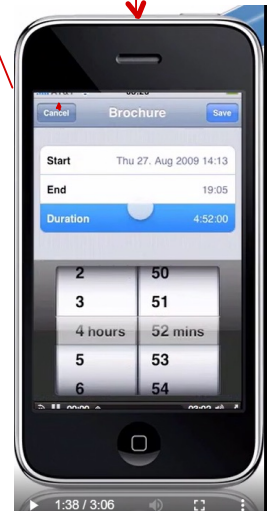 Cancel Brochure Save
Start Thu 27. Aug 2009 14:13
End 19:05
Duration 4:52:00
2 50
3 51
4 hours 52 mins
5 53
6 54
1:38 / 3:06